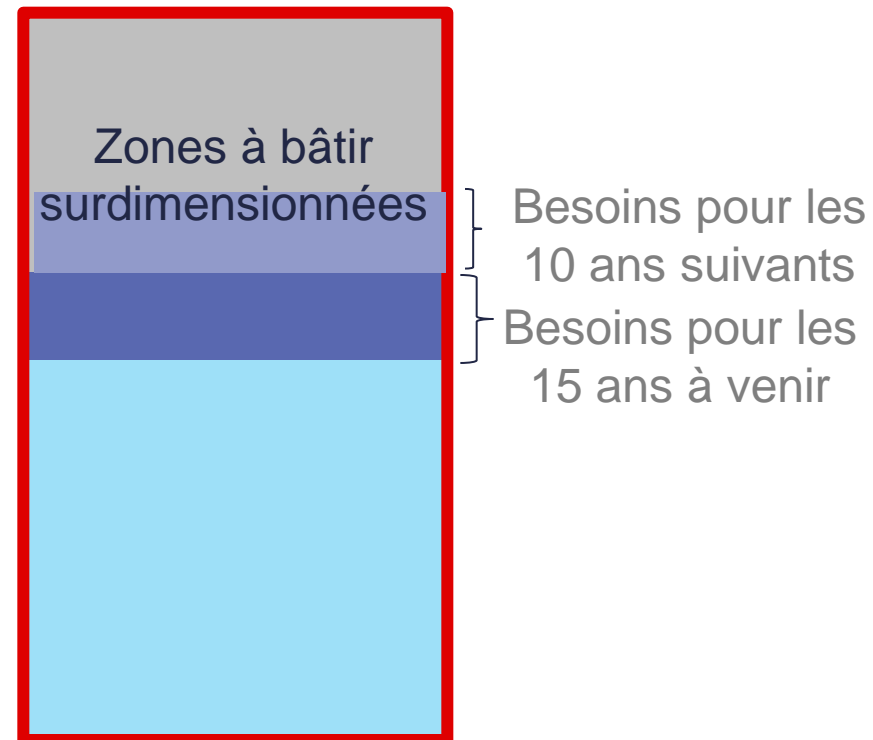 Zones à bâtir
surdimensionnées
Besoins pour les
10 ans suivants
Besoins pour les
15 ans à venir